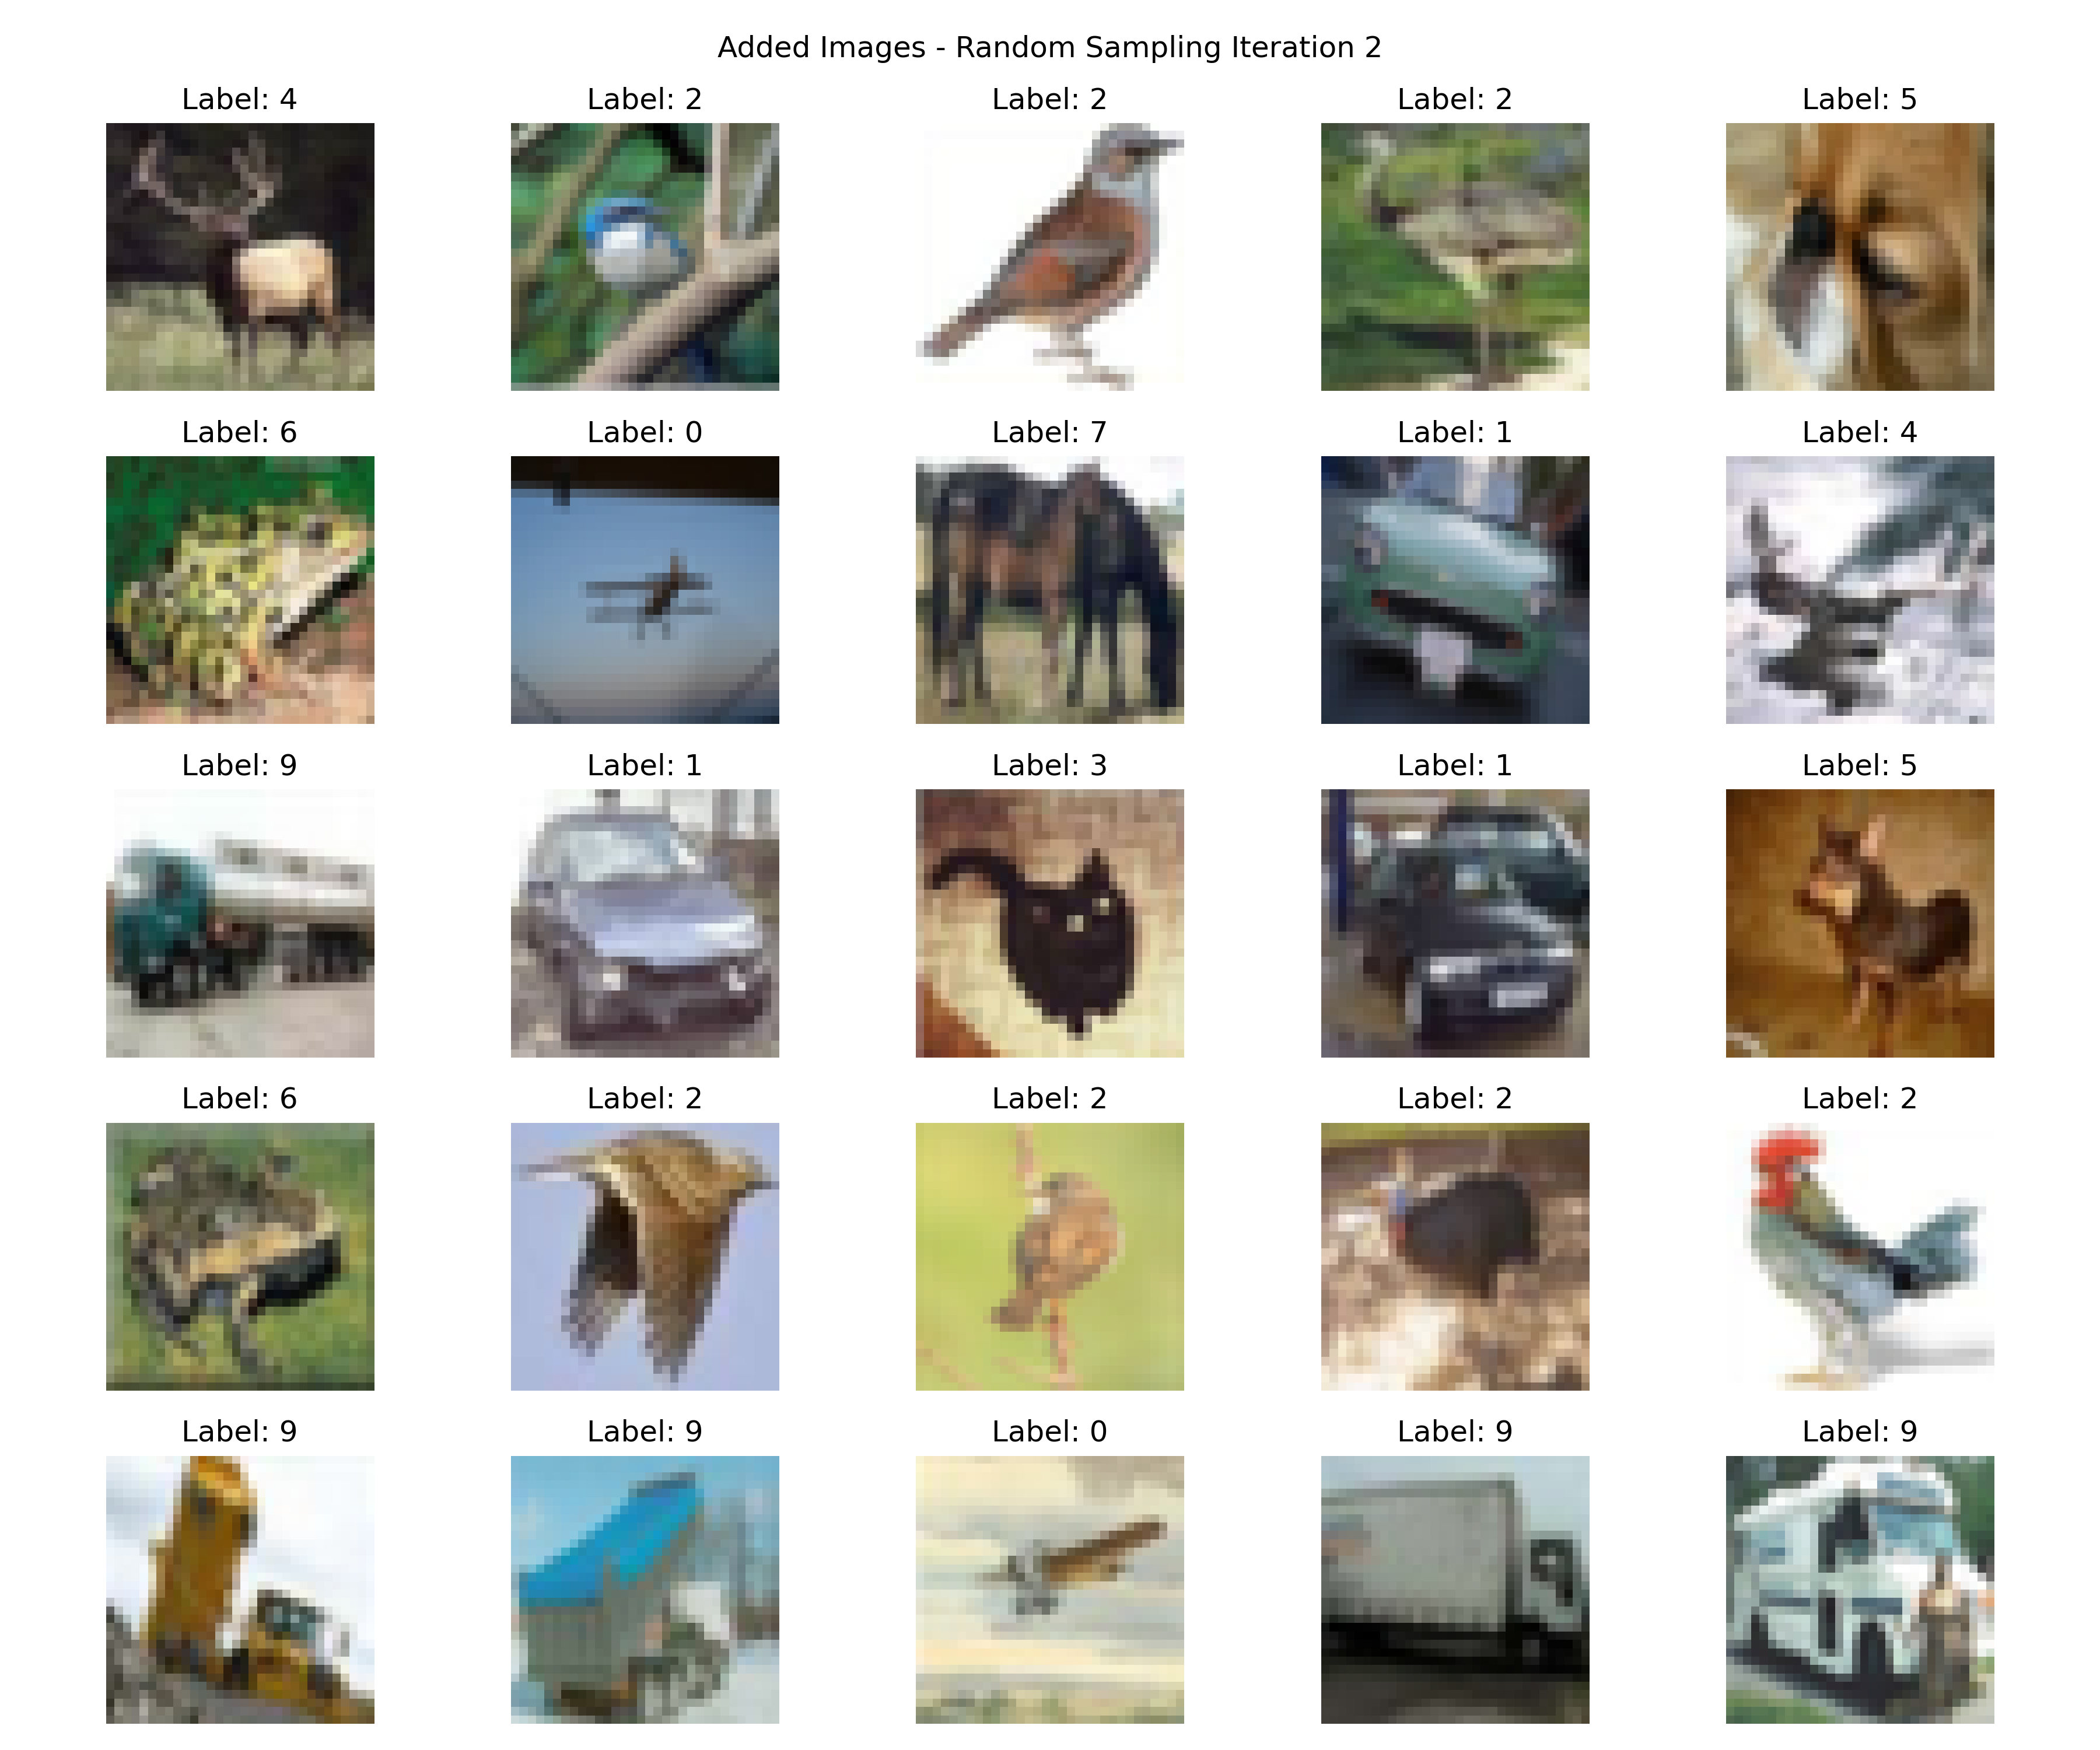 Added Images - Random Sampling Iteration 2
Label: 4 Label: 2 Label: 2 Label: 2 Label: 5
Label: 6 Label: 0 Label: 7 Label: 1 Label: 4
Label: 9 Label: 1 Label: 3 Label: 1 Label: 5
Label: 6 Label: 2 Label: 2 Label: 2 Label: 2
Label: 9 Label: 9 Label: 0 Label: 9 Label: 9